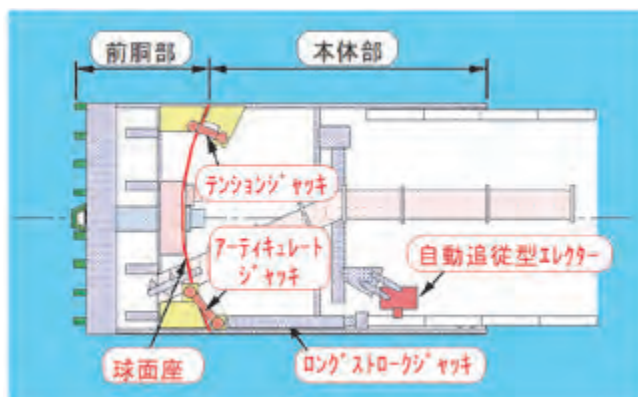 前胴部
本体部
テンションジャッキ
アーティキュレート
ジャッキ
自動追従型エレクター
球面座
ロングストロークジャッキ